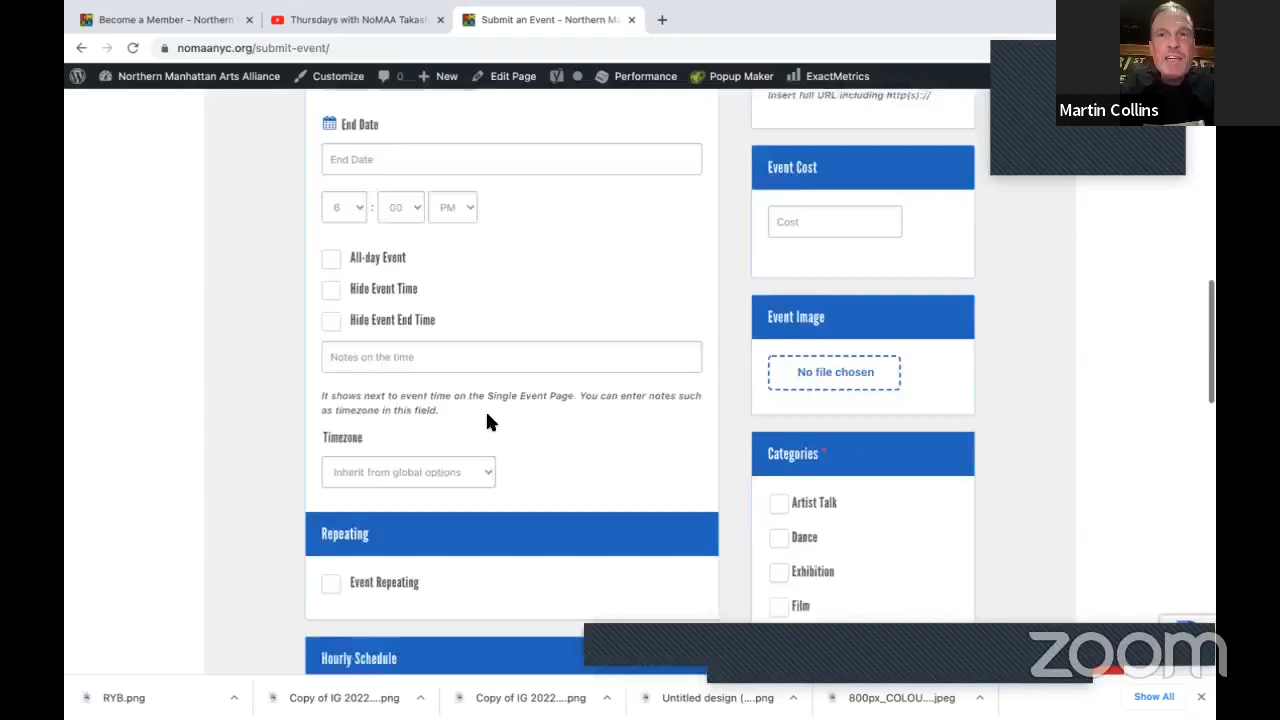 Become a Member - Northern
Thursdays with NoMAA Takas
Submit an Event - Northern Ma
nomaanyc.org/submit-event/
Northern Manhattan Arts Alliance
Customize
0
New
Edit Page
Performance
Popup Maker
ExactMetrics
Martin Collins
Insert full URL including http(s)://
End Date
End Date
6 : 00 PM
All-day Event
Hide Event Time
Hide Event End Time
Notes on the time
It shows next to event time on the Single Event Page. You can enter notes such
as timezone in this field.
Timezone
Inherit from global options
Repeating
Event Repeating
Hourly Schedule
Event Cost
Cost
Event Image
No file chosen
Categories *
Artist Talk
Dance
Exhibition
Film
zoom
RYB.png
Copy of IG 2022....png
Copy of IG 2022....png
Untitled design (....png
800px_COLOU....jpeg
Show All